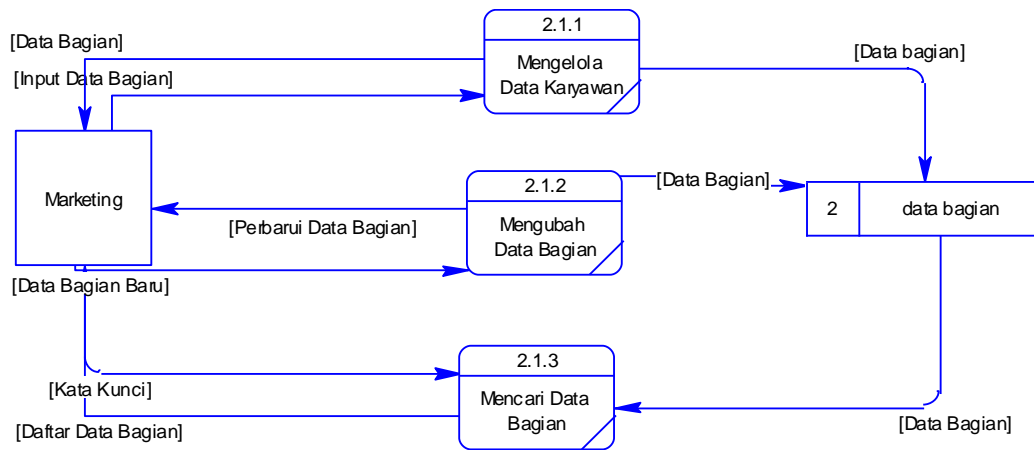 2.1.1
[Data Bagian]
[Data bagian]
Mengelola
Data Karyawan
[Input Data Bagian]
2.1.2
[Data Bagian]
Marketing
2
data bagian
[Perbarui Data Bagian]
Mengubah
Data Bagian
[Data Bagian Baru]
2.1.3
[Kata Kunci]
Mencari Data
Bagian
[Data Bagian]
[Daftar Data Bagian]